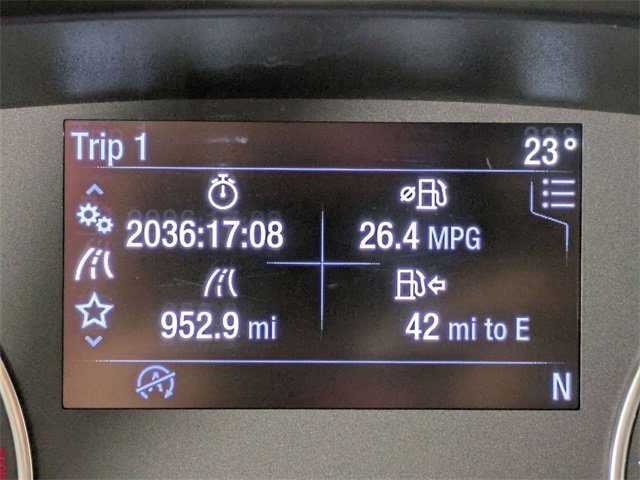 Trip 1 23°
2036:17:08 26.4 MPG
952.9 mi 42 mi to E
A N